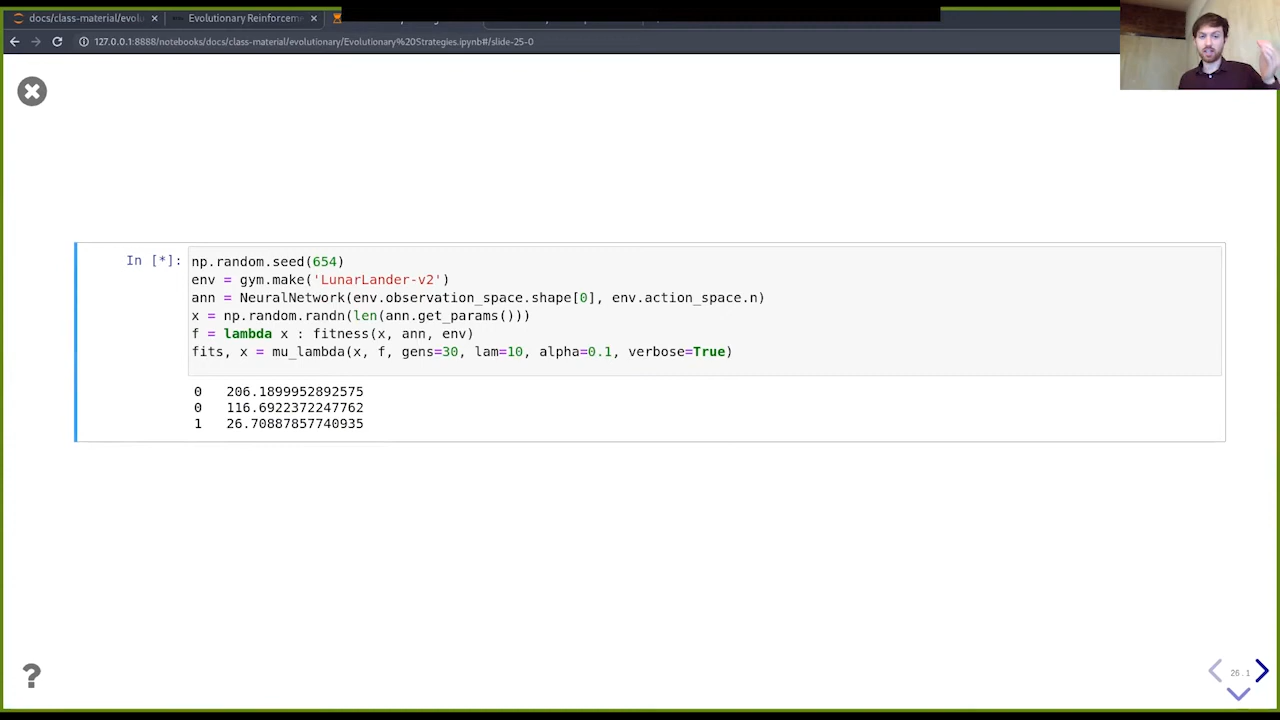 docs/class-material/evolu
Evolutionary Reinforceme
127.0.0.1:8888/notebooks/docs/class-material/evolutionary/Evolutionary%20Strategies.ipynb#/slide-25-0
In [*]:
np.random.seed(654)
env = gym.make('LunarLander-v2')
ann = NeuralNetwork(env.observation_space.shape[0], env.action_space.n)
x = np.random.randn(len(ann.get_params()))
f = lambda x : fitness(x, ann, env)
fits, x = mu_lambda(x, f, gens=30, lam=10, alpha=0.1, verbose=True)
0 206.1899952892575
0 116.6922372247762
1 26.70887857740935
?
26.1